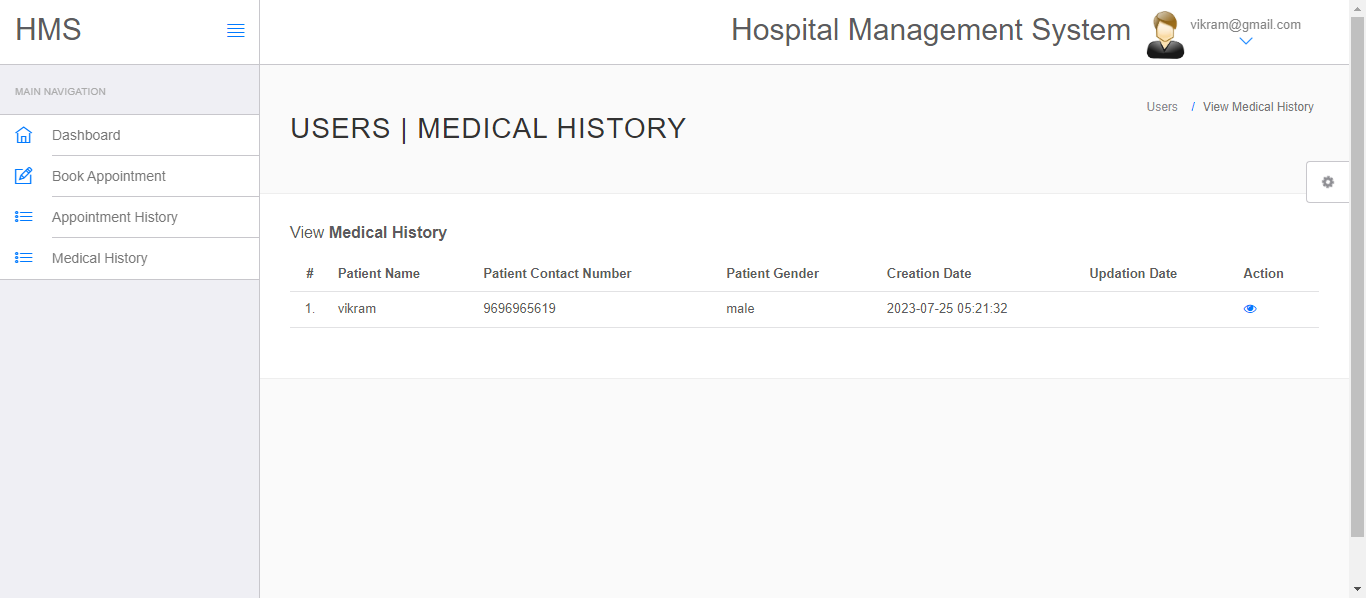 HMS
Hospital Management System
vikram@gmail.com
MAIN NAVIGATION
Dashboard
Book Appointment
Appointment History
Medical History
USERS | MEDICAL HISTORY
Users / View Medical History
View Medical History
# Patient Name Patient Contact Number Patient Gender Creation Date Updation Date Action
1. vikram 9696965619 male 2023-07-25 05:21:32